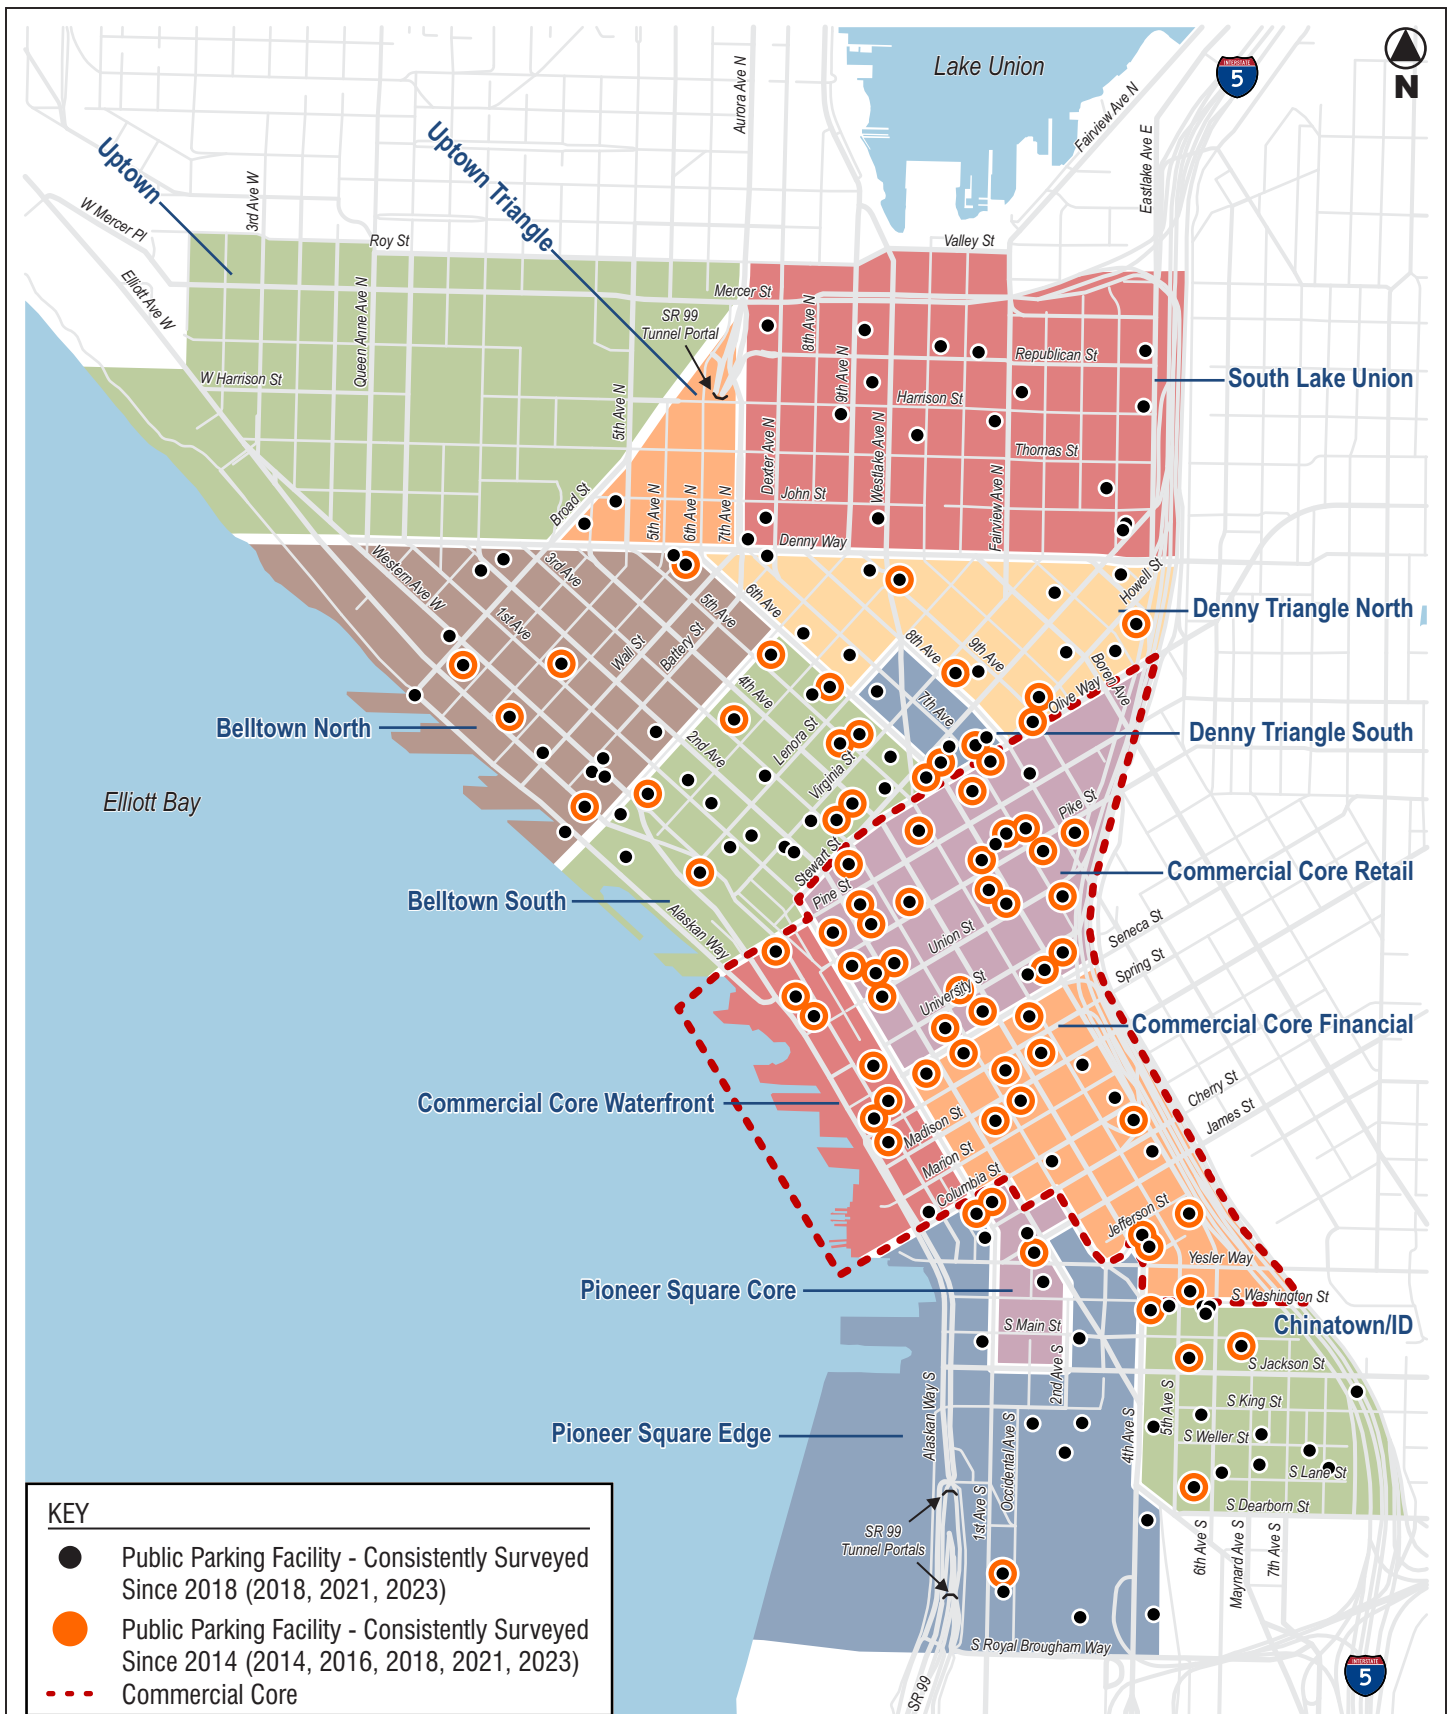 Lake Union
INTERSTATE
5
N
Aurora Ave N
Fairview Ave N
Eastlake Ave E
Uptown
Uptown Triangle
3rd Ave W
W Mercer Pl
Roy St
Valley St
Elliott Ave W
Queen Anne Ave N
Mercer St
SR 99
Tunnel Portal
8th Ave N
9th Ave N
Republican St
W Harrison St
Harrison St
South Lake Union
5th Ave N
Dexter Ave N
Westlake Ave N
Thomas St
Fairview Ave N
Broad St
5th Ave N
6th Ave N
7th Ave N
John St
Denny Way
Western Ave W
3rd Ave
6th Ave
5th Ave
Howell St
Denny Triangle North
1st Ave
Wall St
Battery St
8th Ave
9th Ave
Boren Ave
4th Ave
7th Ave
Olive Way
Belltown North
2nd Ave
Lenora St
Denny Triangle South
Virginia St
Elliott Bay
Pike St
Stewart St
Commercial Core Retail
Pine St
Belltown South
Alaskan Way
Union St
Seneca St
Spring St
University St
Commercial Core Financial
Commercial Core Waterfront
Cherry St
James St
Madison St
Marion St
Columbia St
Jefferson St
Yesler Way
Pioneer Square Core
S Washington St
Chinatown/ID
S Main St
S Jackson St
2nd Ave S
Alaskan Way S
5th Ave S
S King St
4th Ave S
Occidental Ave S
Pioneer Square Edge
S Weller St
S Lane St
1st Ave S
S Dearborn St
SR 99
Tunnel Portals
6th Ave S
Maynard Ave S
7th Ave S
S Royal Brougham Way
SR 99
INTERSTATE
5
KEY
Public Parking Facility - Consistently Surveyed
Since 2018 (2018, 2021, 2023)
Public Parking Facility - Consistently Surveyed
Since 2014 (2014, 2016, 2018, 2021, 2023)
Commercial Core